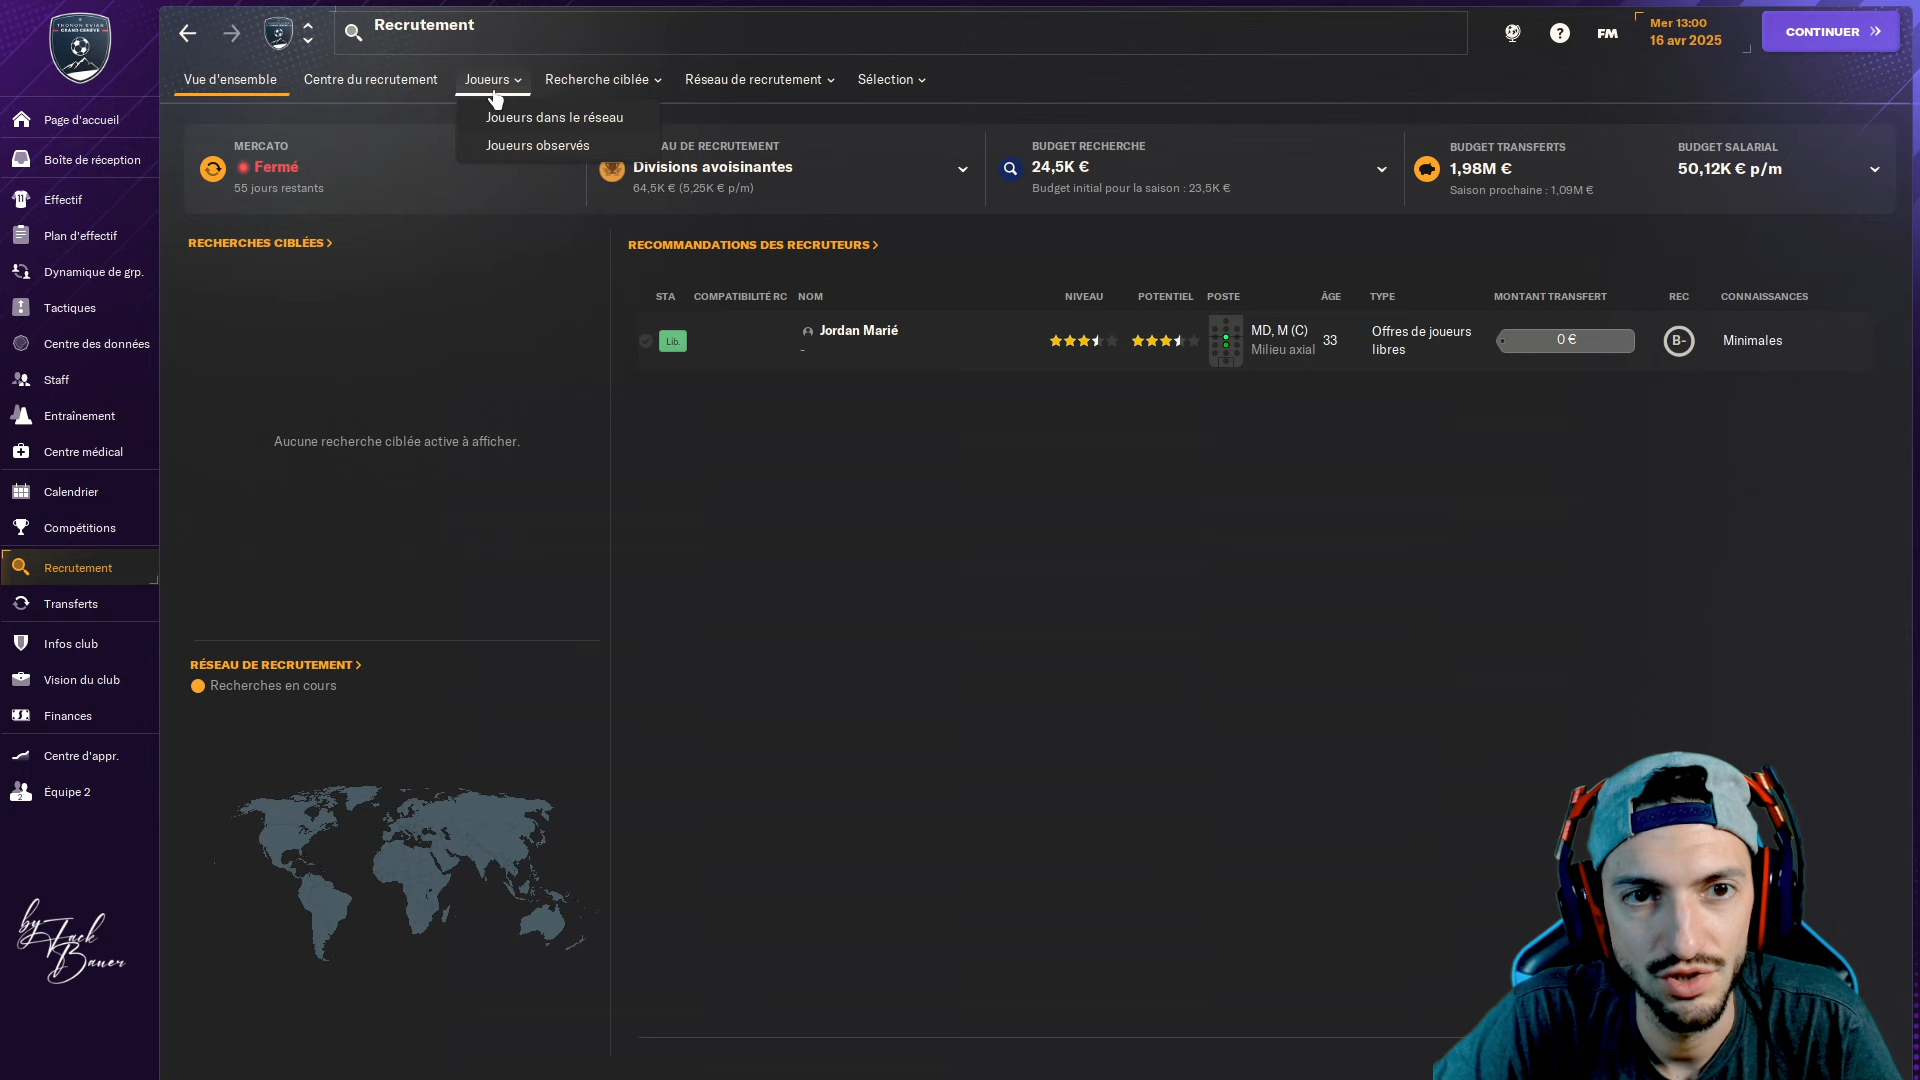 THONON EVIAN
GRAND GENÈVE
Recrutement
FM
Mer 13:00
16 avr 2025
CONTINUER
Vue d'ensemble
Centre du recrutement
Joueurs
Recherche ciblée
Réseau de recrutement
Sélection
Joueurs dans le réseau
Joueurs observés
Page d'accueil
Boîte de réception
Effectif
Plan d'effectif
Dynamique de grp.
Tactiques
Centre des données
Staff
Entraînement
Centre médical
Calendrier
Compétitions
Recrutement
Transferts
Infos club
Vision du club
Finances
Centre d'appr.
Équipe 2
by Jack
Bauer
MERCATO
Fermé
55 jours restants
AU DE RECRUTEMENT
Divisions avoisinantes
64,5K € (5,25K € p/m)
BUDGET RECHERCHE
24,5K €
Budget initial pour la saison : 23,5K €
BUDGET TRANSFERTS
1,98M €
Saison prochaine : 1,09M €
BUDGET SALARIAL
50,12K € p/m
RECHERCHES CIBLÉES
Aucune recherche ciblée active à afficher.
RÉSEAU DE RECRUTEMENT
Recherches en cours
RECOMMANDATIONS DES RECRUTEURS
STA COMPATIBILITÉ RC NOM NIVEAU POTENTIEL POSTE ÂGE TYPE MONTANT TRANSFERT REC CONNAISSANCES
Lib.
Jordan Marié
-
MD, M (C)
Milieu axial
33
Offres de joueurs
libres
0 €
B-
Minimales